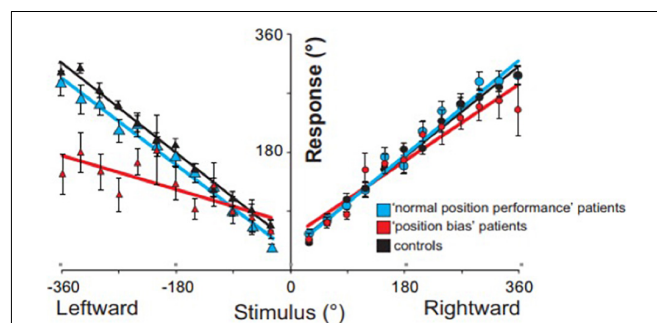 360
Response (°)
180
'normal position performance' patients
'position bias' patients
controls
-360
-180
0
180
360
Leftward
Stimulus (°)
Rightward